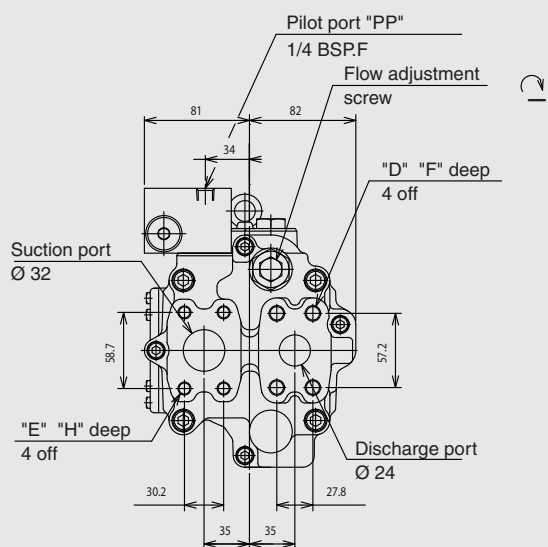 Pilot port "PP"
1/4 BSP.F
Flow adjustment
screw
81
82
34
"D" "F" deep
4 off
Suction port
Ø 32
58.7
57.2
"E" "H" deep
4 off
Discharge port
Ø 24
30.2
27.8
35
35